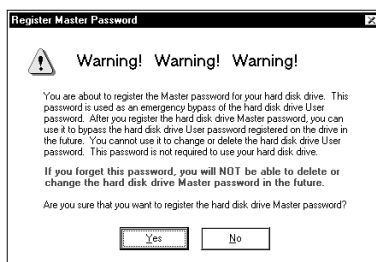 Register Master Password
Warning! Warning! Warning!
You are about to register the Master password for your hard disk drive. This
password is used as an emergency bypass of the hard disk drive User
password. After you register the hard disk drive Master password, you can
use it to bypass the hard disk drive User password registered on the drive in
the future. You cannot use it to change or delete the hard disk drive User
password. This password is not required to use your hard disk drive.
If you forget this password, you will NOT be able to delete or
change the hard disk drive Master password in the future.
Are you sure that you want to register the hard disk drive Master password?
Yes No